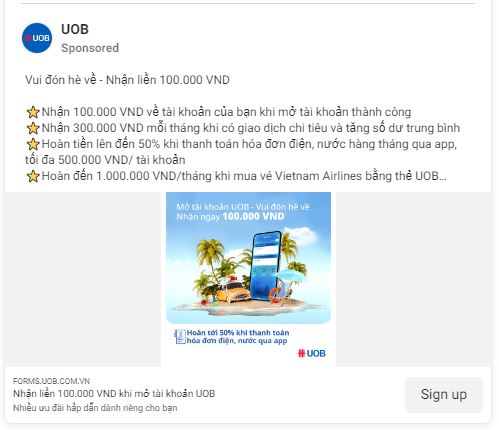 UOB
UOB
Sponsored
Vui đón hè về - Nhận liền 100.000 VND
⭐Nhận 100.000 VND về tài khoản của bạn khi mở tài khoản thành công
⭐Nhận 300.000 VND mỗi tháng khi có giao dịch chi tiêu và tăng số dư trung bình
⭐Hoàn tiền lên đến 50% khi thanh toán hóa đơn điện, nước hàng tháng qua app,
tối đa 500.000 VND/ tài khoản
⭐Hoàn đến 1.000.000 VND/tháng khi mua vé Vietnam Airlines bằng thẻ UOB...
Mở tài khoản UOB - Vui đón hè về
Nhận ngay 100.000 VND
Hoàn tới 50% khi thanh toán
hóa đơn điện, nước qua app
UOB
FORMS.UOB.COM.VN
Nhận liền 100.000 VND khi mở tài khoản UOB
Nhiều ưu đãi hấp dẫn dành riêng cho bạn
Sign up